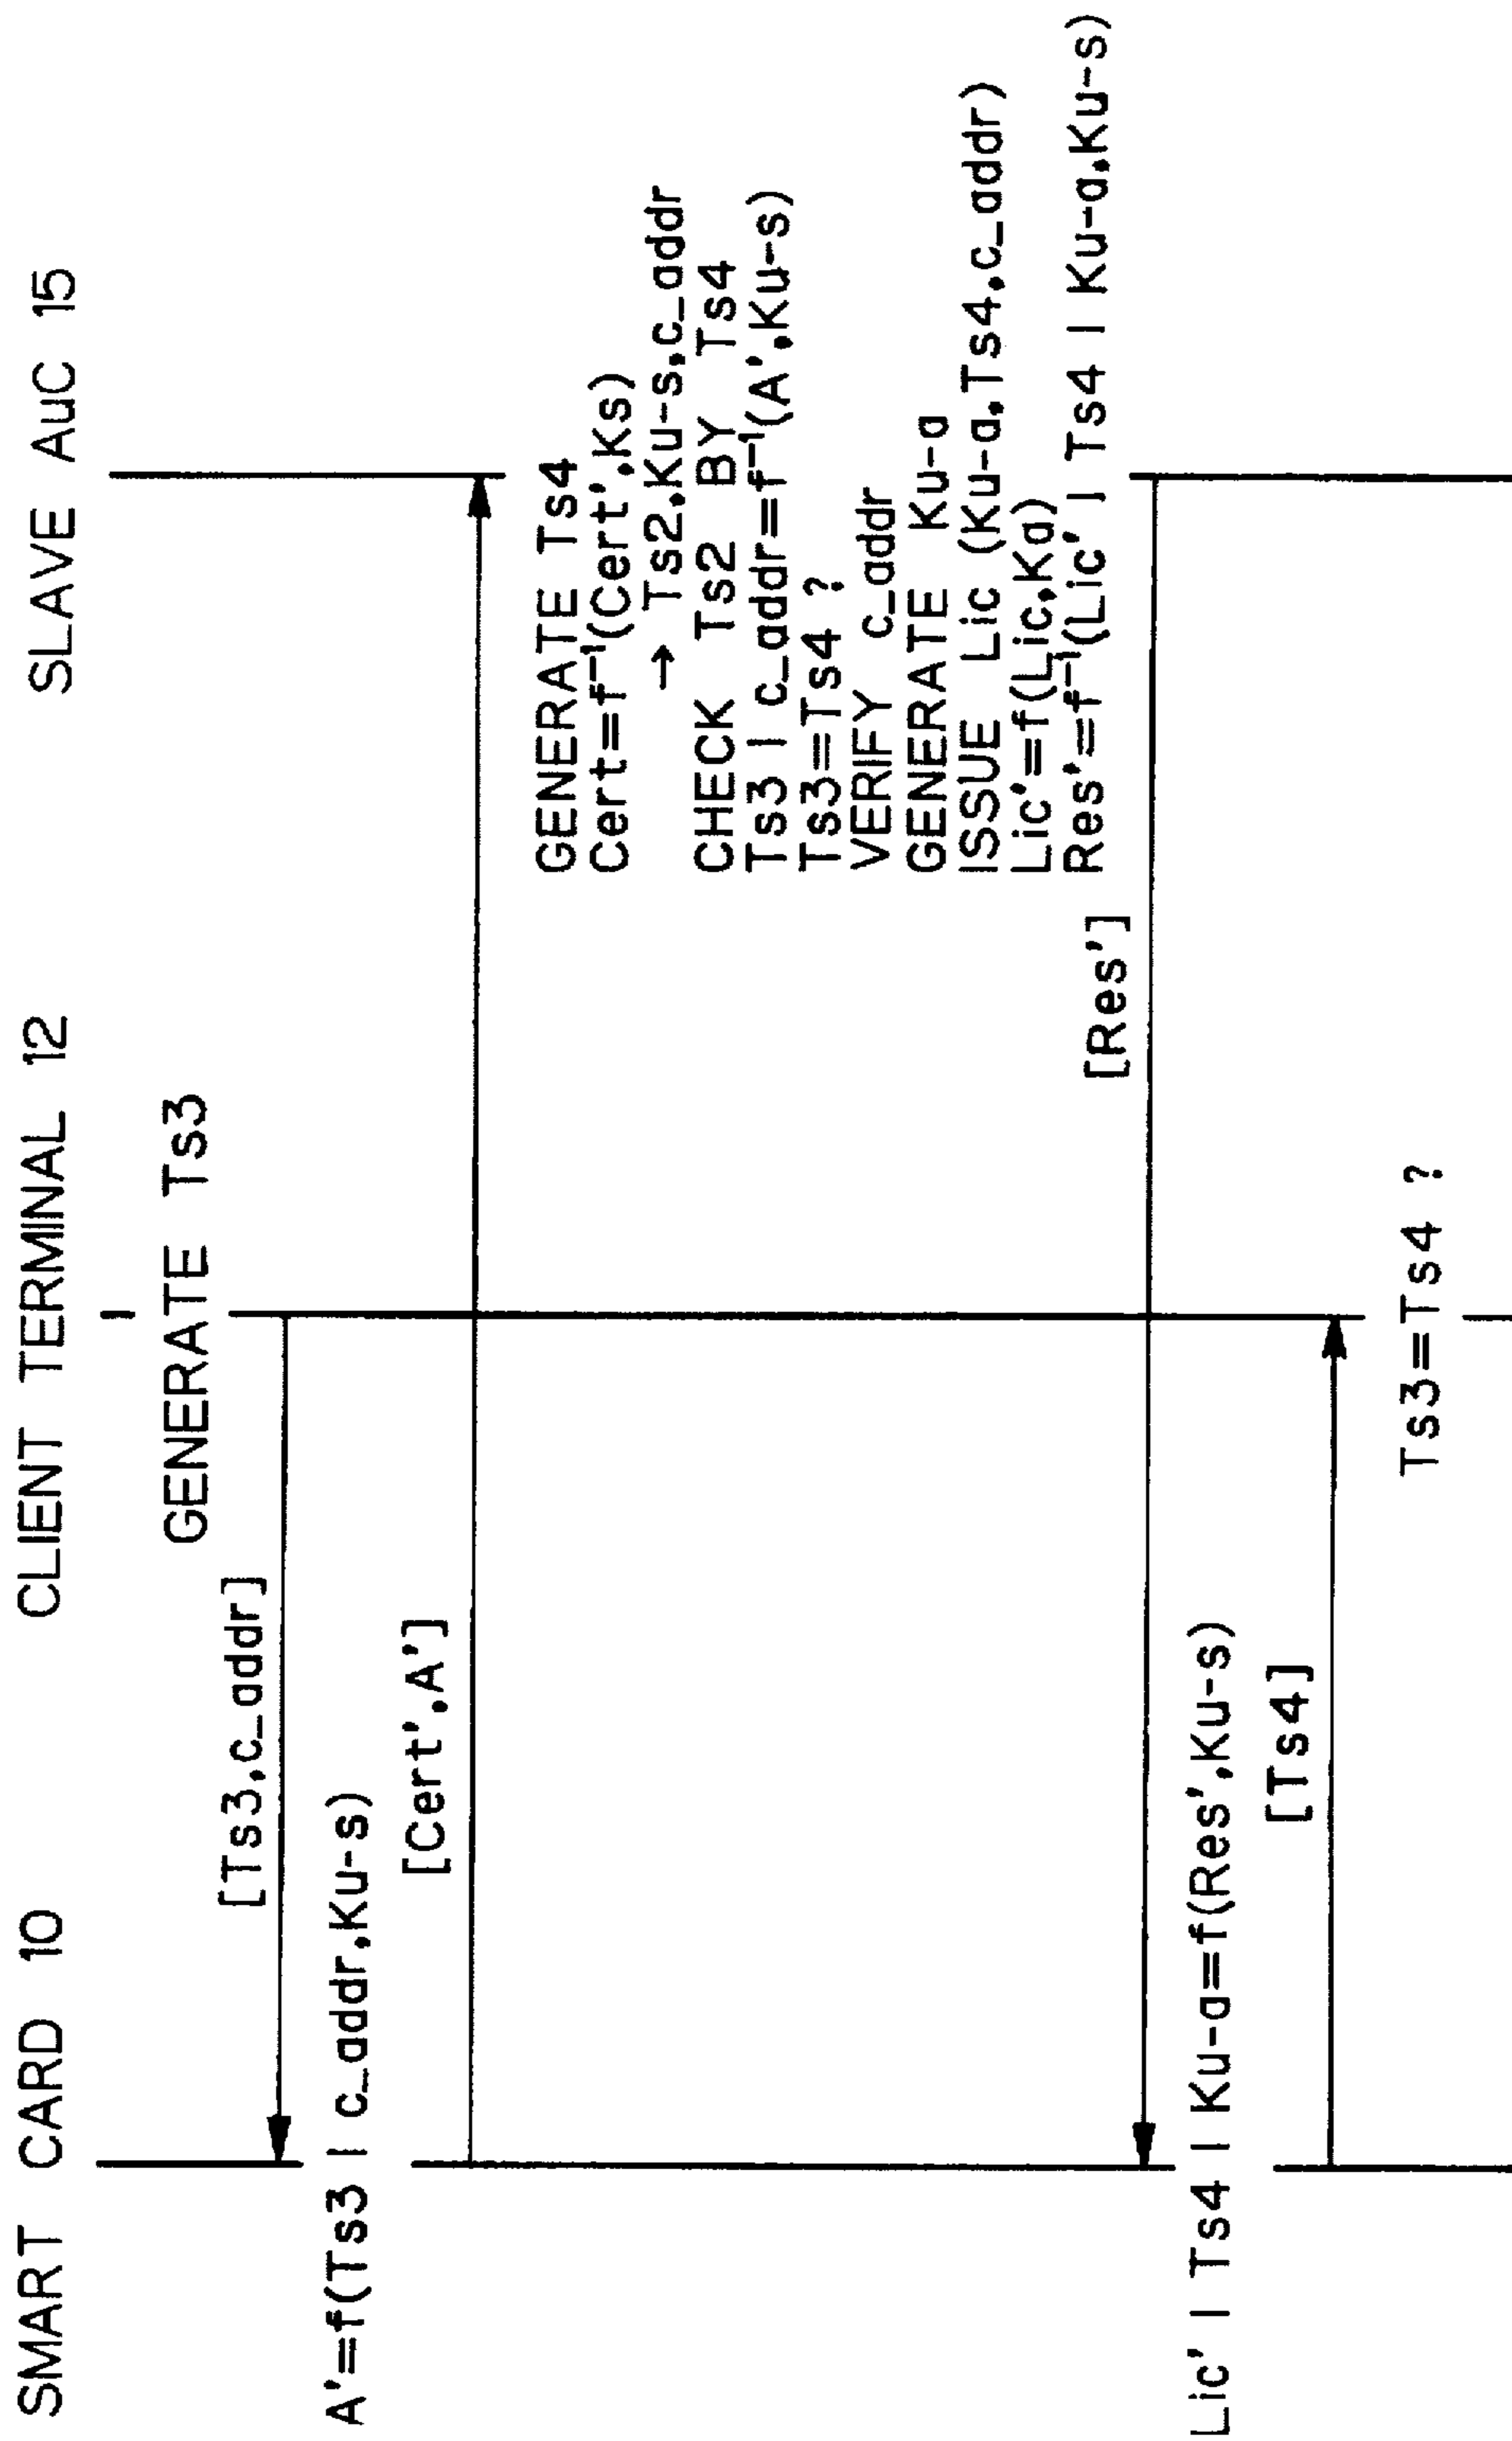 SMART CARD 10
CLIENT TERMINAL 12
SLAVE AuC 15
GENERATE Ts3
[Ts3,c_addr]
A'=f(Ts3 | c_addr,Ku-s)
[Cert',A']
GENERATE Ts4
Cert=f⁻¹(Cert',Ks)
→ Ts2,Ku-s,c_addr
CHECK Ts2 BY Ts4
Ts3 | c_addr=f⁻¹(A',Ku-s)
Ts3=Ts4 ?
VERIFY c_addr
GENERATE Ku-a
ISSUE Lic (Ku-a,Ts4,c_addr)
Lic'=f(Lic,Ka)
Res'=f⁻¹(Lic' | Ts4 | Ku-a,Ku-s)
[Res']
Lic' | Ts4 | Ku-a=f(Res',Ku-s)
[Ts4]
Ts3=Ts4 ?